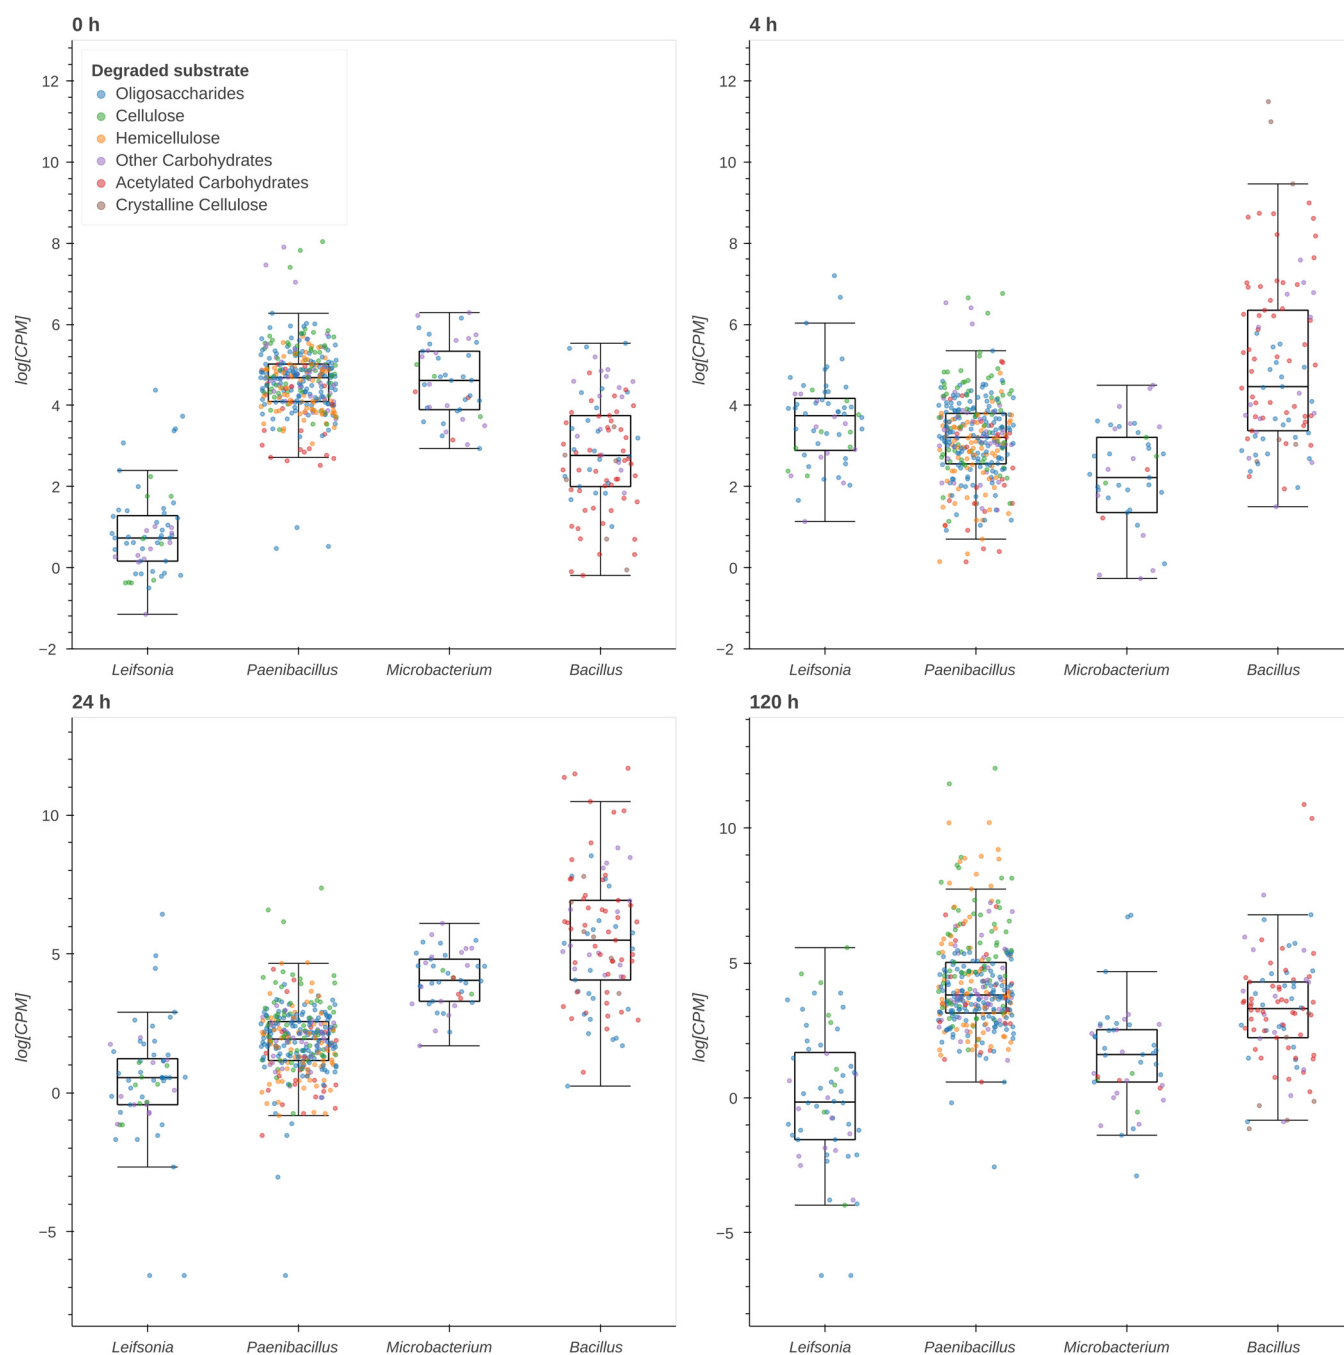 0 h
Degraded substrate
Oligosaccharides
Cellulose
Hemicellulose
Other Carbohydrates
Acetylated Carbohydrates
Crystalline Cellulose
log[CPM]
12
10
8
6
4
2
0
−2
Leifsonia Paenibacillus Microbacterium Bacillus
4 h
log[CPM]
12
10
8
6
4
2
0
−2
Leifsonia Paenibacillus Microbacterium Bacillus
24 h
log[CPM]
10
5
0
−5
Leifsonia Paenibacillus Microbacterium Bacillus
120 h
log[CPM]
10
5
0
−5
Leifsonia Paenibacillus Microbacterium Bacillus